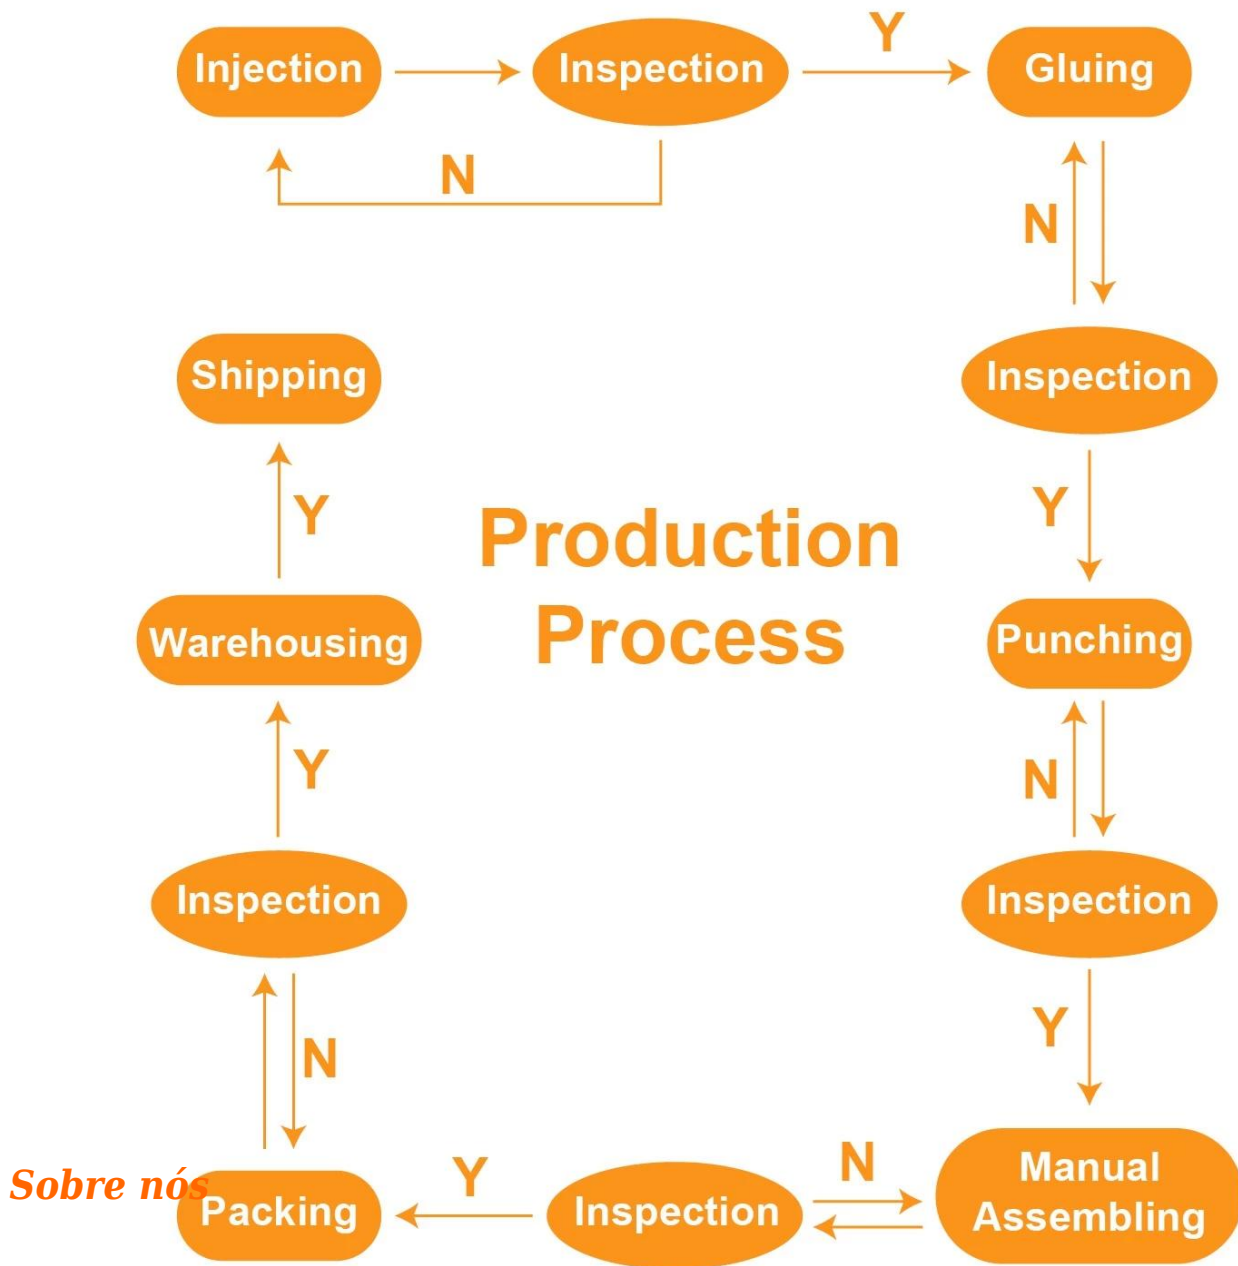 Injection
Inspection
Y
Gluing
N
N
Inspection
Shipping
Y
Y
Production
Process
Warehousing
Punching
Y
N
Inspection
Inspection
Y
N
Manual
Assembling
N
Inspection
Y
Packing
Sobre nós